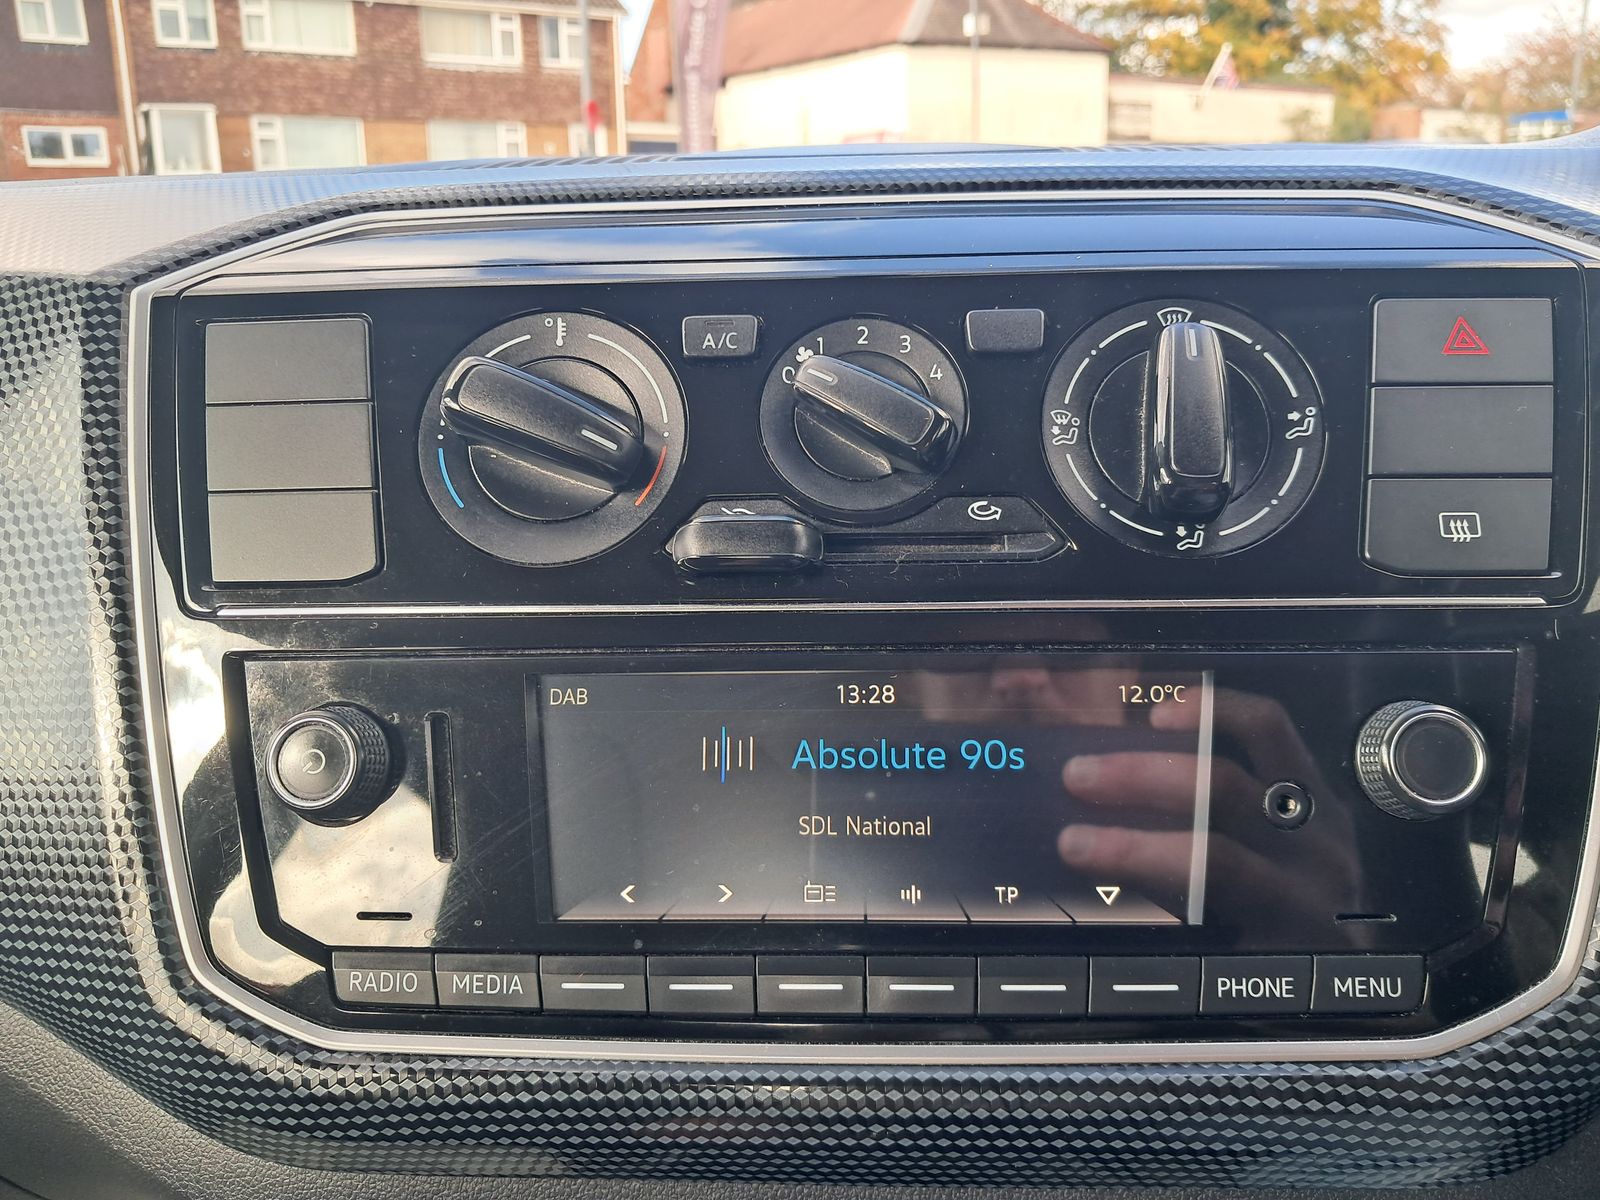 A/C
0 1 2 3 4
DAB 13:28 12.0°C
Absolute 90s
SDL National
TP
RADIO MEDIA PHONE MENU